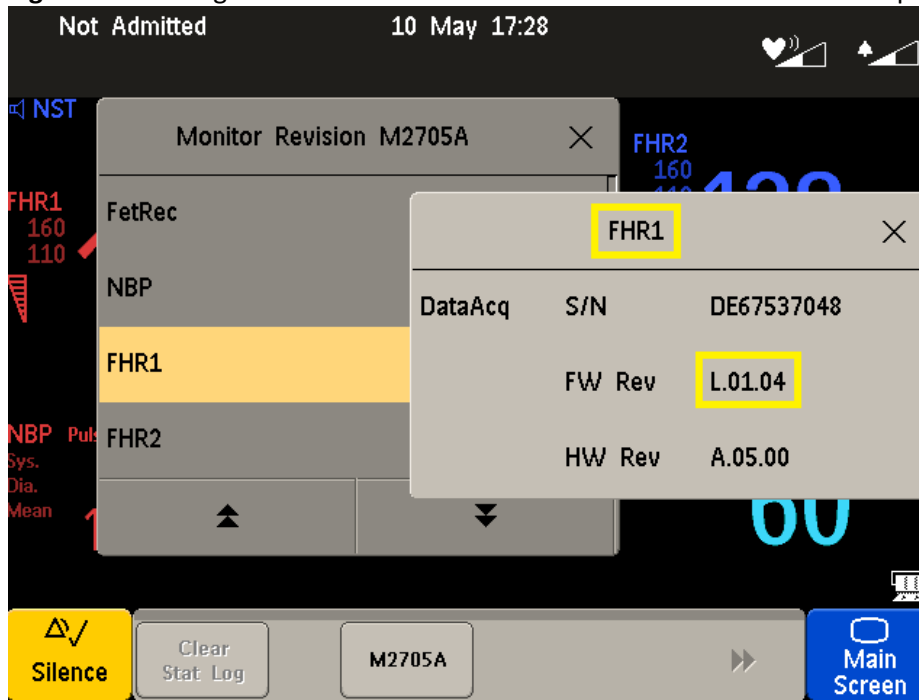 Not Admitted 10 May 17:28
NST
Monitor Revision M2705A
FHR2
160
FHR1
160
110
FetRec
NBP
FHR1
FHR2
FHR1
DataAcq S/N DE67537048
FW Rev L.01.04
HW Rev A.05.00
NBP Puls
Sys.
Dia.
Mean
60
Silence
Clear
Stat Log
M2705A
Main
Screen